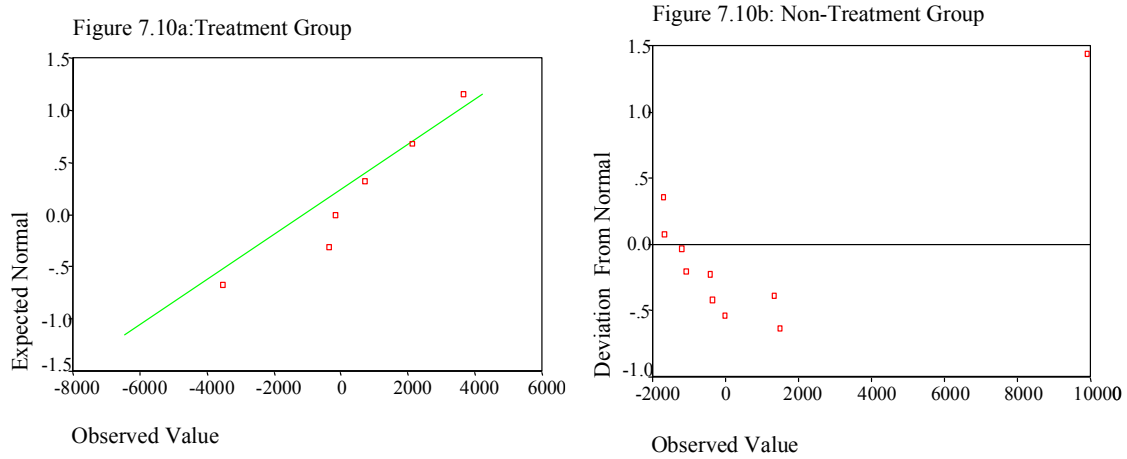 Figure 7.10a:Treatment Group
1.5
1.0
.5
0.0
-.5
-1.0
-1.5
Expected Normal
-8000 -6000 -4000 -2000 0 2000 4000 6000
Observed Value
Figure 7.10b: Non-Treatment Group
1.5
1.0
.5
0.0
-.5
-1.0
Deviation From Normal
-2000 0 2000 4000 6000 8000 10000
Observed Value